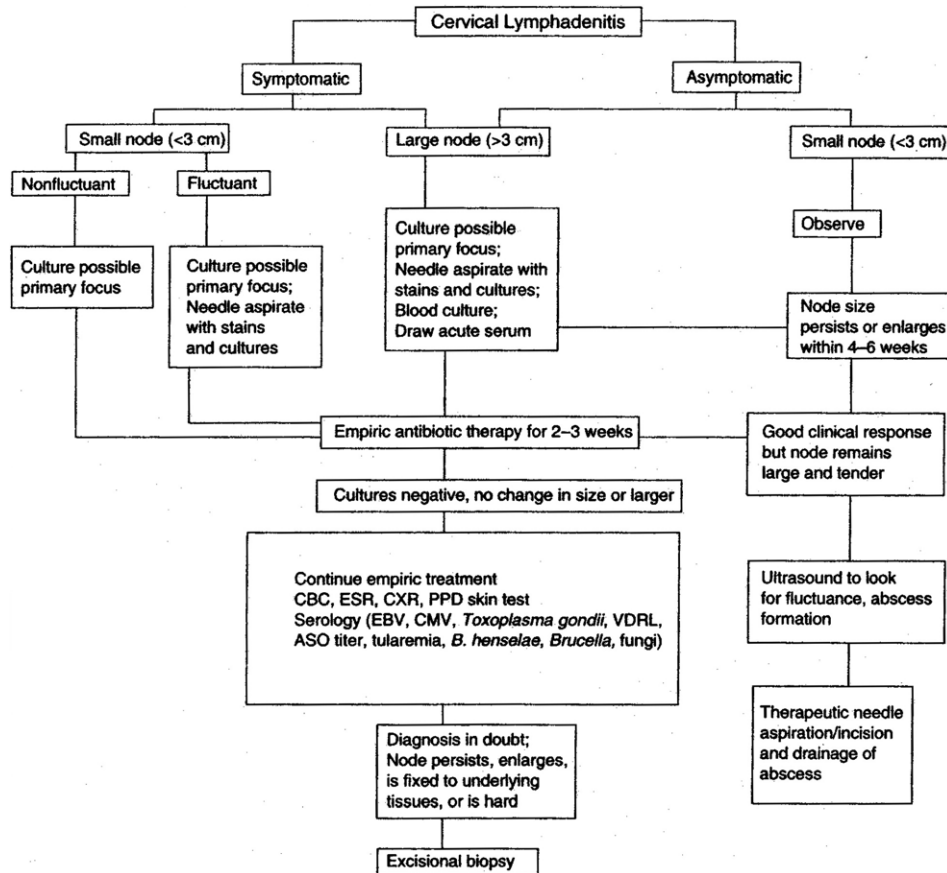 Cervical Lymphadenitis
Symptomatic
Asymptomatic
Small node (<3 cm)
Large node (>3 cm)
Small node (<3 cm)
Nonfluctuant
Fluctuant
Observe
Culture possible
primary focus
Culture possible
primary focus;
Needle aspirate
with stains
and cultures
Culture possible
primary focus;
Needle aspirate with
stains and cultures;
Blood culture;
Draw acute serum
Node size
persists or enlarges
within 4–6 weeks
Empiric antibiotic therapy for 2–3 weeks
Good clinical response
but node remains
large and tender
Cultures negative, no change in size or larger
Continue empiric treatment
CBC, ESR, CXR, PPD skin test
Serology (EBV, CMV, Toxoplasma gondii, VDRL,
ASO titer, tularemia, B. henselae, Brucella, fungi)
Ultrasound to look
for fluctuance, abscess
formation
Therapeutic needle
aspiration/incision
and drainage of
abscess
Diagnosis in doubt;
Node persists, enlarges,
is fixed to underlying
tissues, or is hard
Excisional biopsy